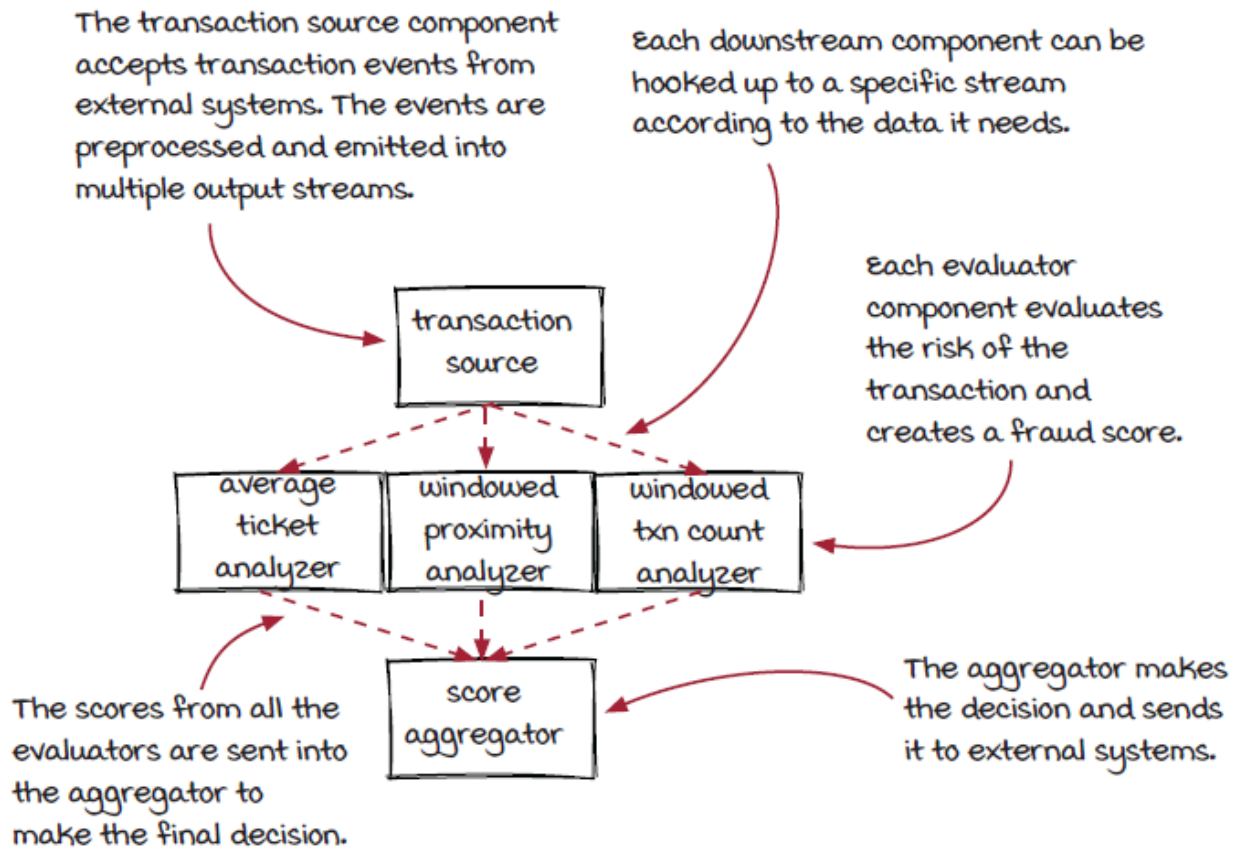 The transaction source component
accepts transaction events from
external systems. The events are
preprocessed and emitted into
multiple output streams.
Each downstream component can be
hooked up to a specific stream
according to the data it needs.
Each evaluator
component evaluates
the risk of the
transaction and
creates a fraud score.
transaction
source
average
ticket
analyzer
windowed
proximity
analyzer
windowed
txn count
analyzer
score
aggregator
The scores from all the
evaluators are sent into
the aggregator to
make the final decision.
The aggregator makes
the decision and sends
it to external systems.